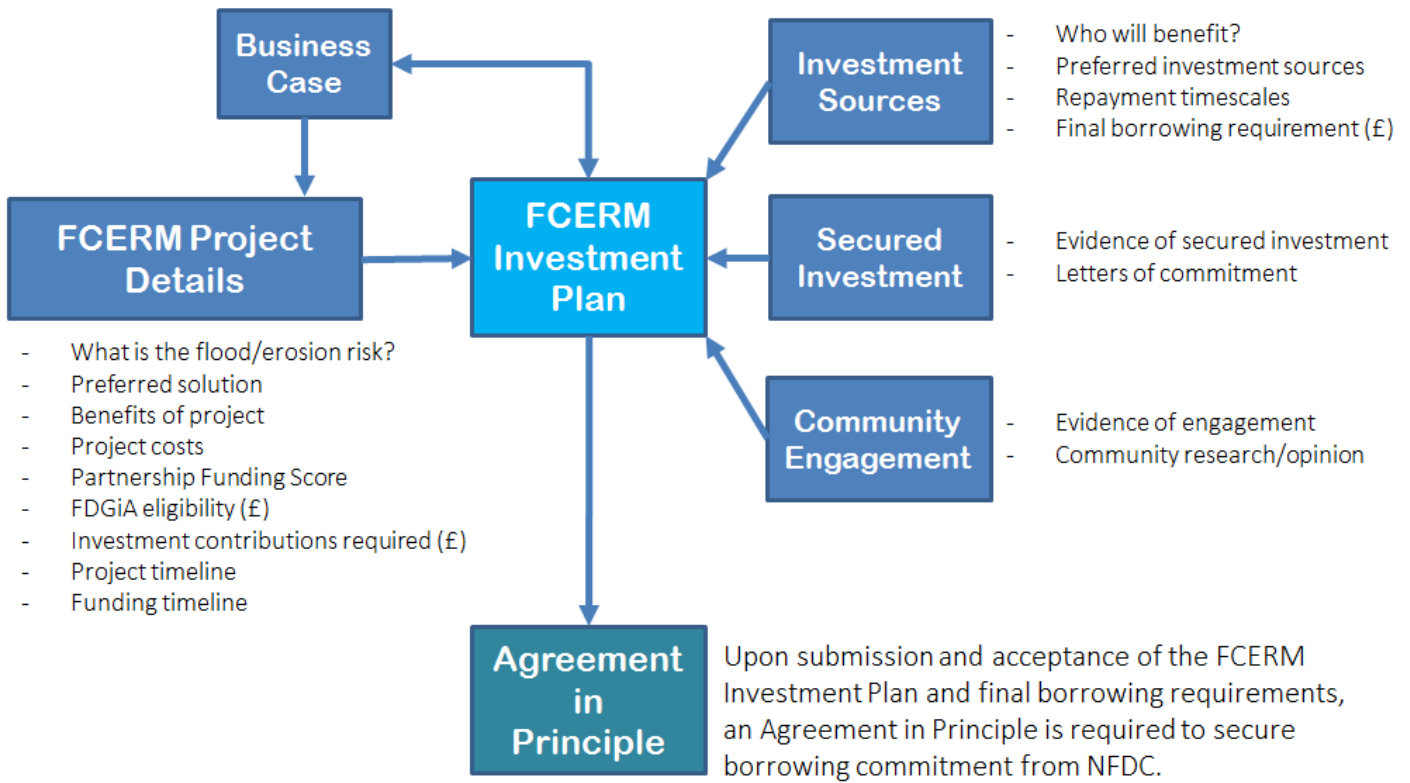 Business
Case
FCERM Project
Details
- What is the flood/erosion risk?
- Preferred solution
- Benefits of project
- Project costs
- Partnership Funding Score
- FDGiA eligibility (£)
- Investment contributions required (£)
- Project timeline
- Funding timeline
FCERM
Investment
Plan
Investment
Sources
- Who will benefit?
- Preferred investment sources
- Repayment timescales
- Final borrowing requirement (£)
Secured
Investment
- Evidence of secured investment
- Letters of commitment
Community
Engagement
- Evidence of engagement
- Community research/opinion
Agreement
in
Principle
Upon submission and acceptance of the FCERM
Investment Plan and final borrowing requirements,
an Agreement in Principle is required to secure
borrowing commitment from NFDC.